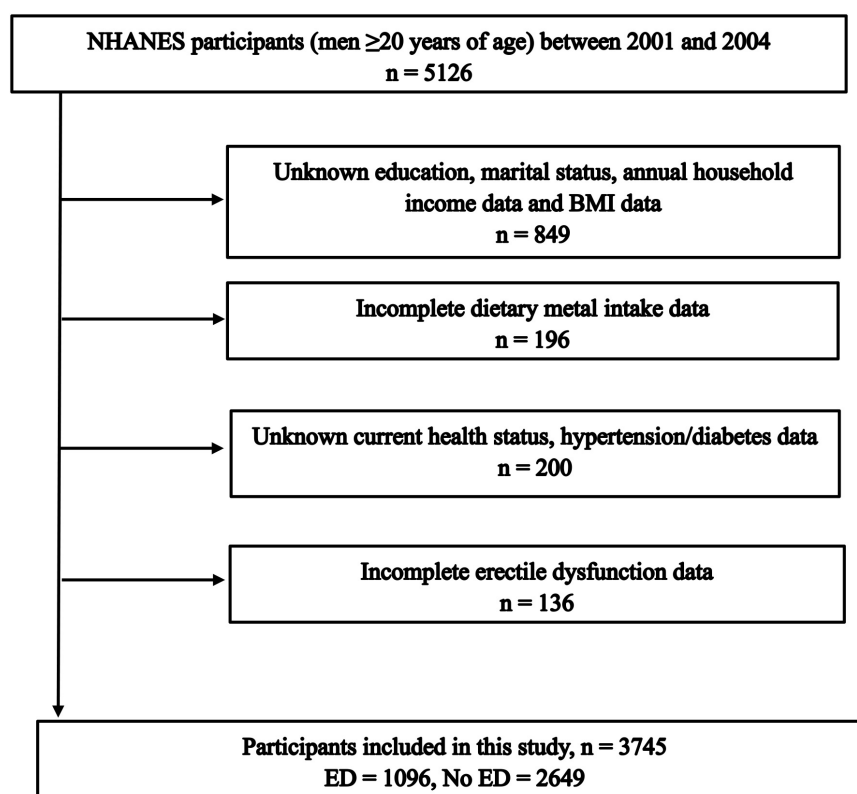 NHANES participants (men ≥20 years of age) between 2001 and 2004
n = 5126
Unknown education, marital status, annual household
income data and BMI data
n = 849
Incomplete dietary metal intake data
n = 196
Unknown current health status, hypertension/diabetes data
n = 200
Incomplete erectile dysfunction data
n = 136
Participants included in this study, n = 3745
ED = 1096, No ED = 2649